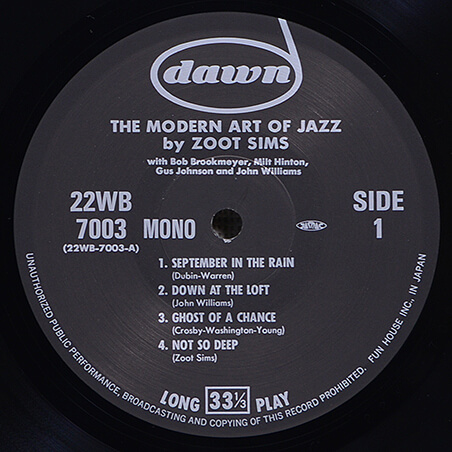 dawn
THE MODERN ART OF JAZZ
by ZOOT SIMS
with Bob Brookmeyer, Milt Hinton,
Gus Johnson and John Williams
22WB
7003 MONO
(22WB-7003-A)
SIDE
1
1. SEPTEMBER IN THE RAIN
(Dubin-Warren)
2. DOWN AT THE LOFT
(John Williams)
3. GHOST OF A CHANCE
(Crosby-Washington-Young)
4. NOT SO DEEP
(Zoot Sims)
LONG 33 1/3 PLAY
UNAUTHORIZED PUBLIC PERFORMANCE, BROADCASTING AND COPYING OF THIS RECORD PROHIBITED. FUN HOUSE INC., IN JAPAN